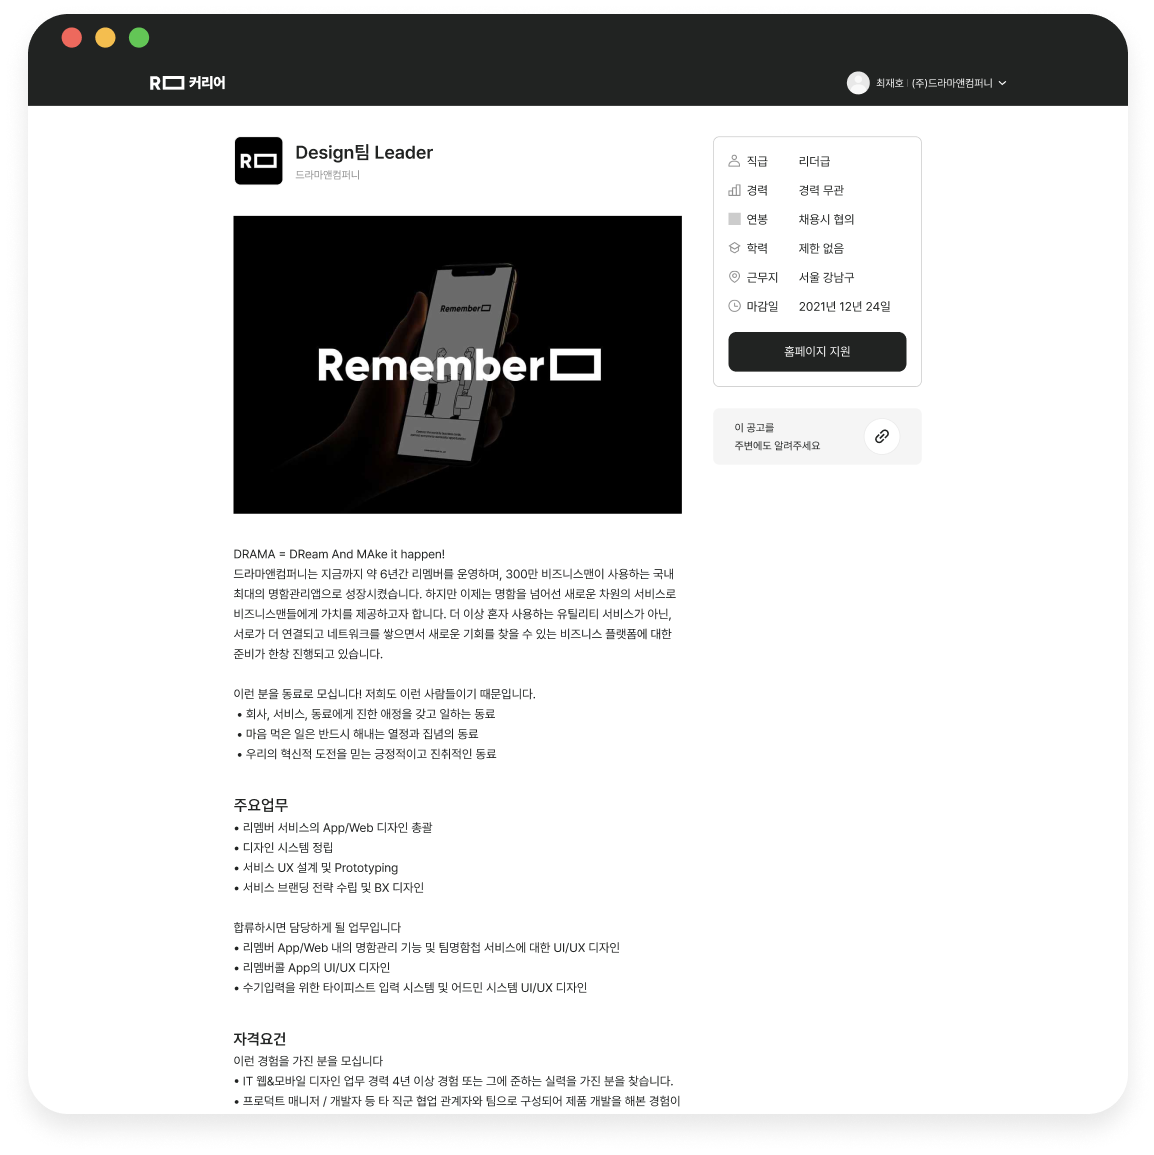 R 커리어
최재호 | (주)드라마앤컴퍼니
R
Design팀 Leader
드라마앤컴퍼니
Remember
Remember
DRAMA = DReam And MAke it happen!
드라마앤컴퍼니는 지금까지 약 6년간 리멤버를 운영하며, 300만 비즈니스맨이 사용하는 국내
최대의 명함관리앱으로 성장시켰습니다. 하지만 이제는 명함을 넘어선 새로운 차원의 서비스로
비즈니스맨들에게 가치를 제공하고자 합니다. 더 이상 혼자 사용하는 유틸리티 서비스가 아닌,
서로가 더 연결되고 네트워크를 쌓으면서 새로운 기회를 찾을 수 있는 비즈니스 플랫폼에 대한
준비가 한창 진행되고 있습니다.
이런 분을 동료로 모십니다! 저희도 이런 사람들이기 때문입니다.
• 회사, 서비스, 동료에게 진한 애정을 갖고 일하는 동료
• 마음 먹은 일은 반드시 해내는 열정과 집념의 동료
• 우리의 혁신적 도전을 믿는 긍정적이고 진취적인 동료
주요업무
• 리멤버 서비스의 App/Web 디자인 총괄
• 디자인 시스템 정립
• 서비스 UX 설계 및 Prototyping
• 서비스 브랜딩 전략 수립 및 BX 디자인
합류하시면 담당하게 될 업무입니다
• 리멤버 App/Web 내의 명함관리 기능 및 팀명함첩 서비스에 대한 UI/UX 디자인
• 리멤버콜 App의 UI/UX 디자인
• 수기입력을 위한 타이피스트 입력 시스템 및 어드민 시스템 UI/UX 디자인
자격요건
이런 경험을 가진 분을 모십니다
• IT 웹&모바일 디자인 업무 경력 4년 이상 경험 또는 그에 준하는 실력을 가진 분을 찾습니다.
• 프로덕트 매니저 / 개발자 등 타 직군 협업 관계자와 팀으로 구성되어 제품 개발을 해본 경험이
직급 리더급
경력 경력 무관
연봉 채용시 협의
학력 제한 없음
근무지 서울 강남구
마감일 2021년 12년 24일
홈페이지 지원
이 공고를
주변에도 알려주세요